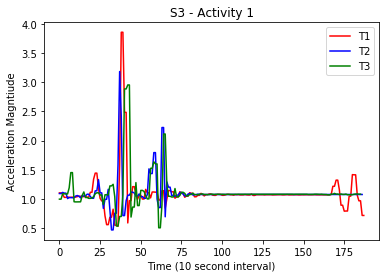 S3 - Activity 1
Acceleration Magntiude
4.0
3.5
3.0
2.5
2.0
1.5
1.0
0.5
T1
T2
T3
0 25 50 75 100 125 150 175
Time (10 second interval)